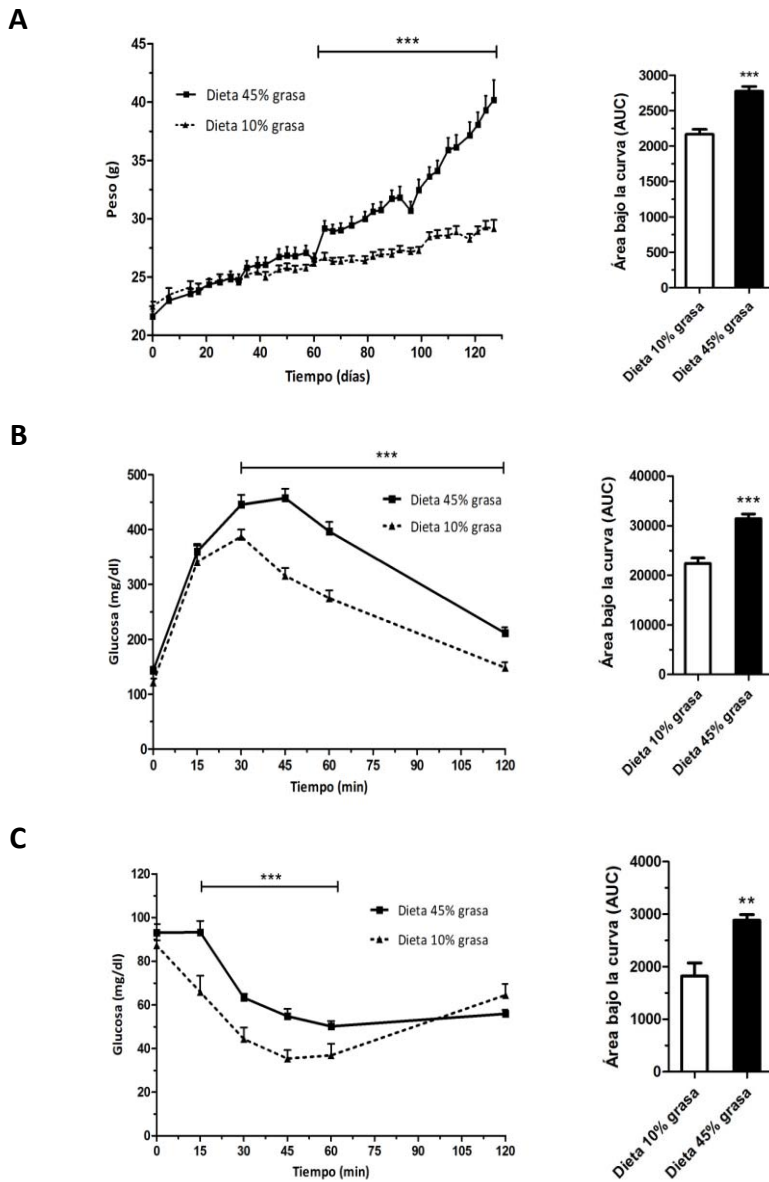 A
***
45
40
35
30
25
20
Peso (g)
Dieta 45% grasa
Dieta 10% grasa
0 20 40 60 80 100 120
Tiempo (días)
***
3000
2500
2000
1500
1000
500
0
Área bajo la curva (AUC)
Dieta 10% grasa
Dieta 45% grasa
B
***
500
400
300
200
100
0
Glucosa (mg/dl)
Dieta 45% grasa
Dieta 10% grasa
0 15 30 45 60 75 90 105 120
Tiempo (min)
***
40000
30000
20000
10000
0
Área bajo la curva (AUC)
Dieta 10% grasa
Dieta 45% grasa
C
***
120
100
80
60
40
20
0
Glucosa (mg/dl)
Dieta 45% grasa
Dieta 10% grasa
0 15 30 45 60 75 90 105 120
Tiempo (min)
**
4000
3000
2000
1000
0
Área bajo la curva (AUC)
Dieta 10% grasa
Dieta 45% grasa